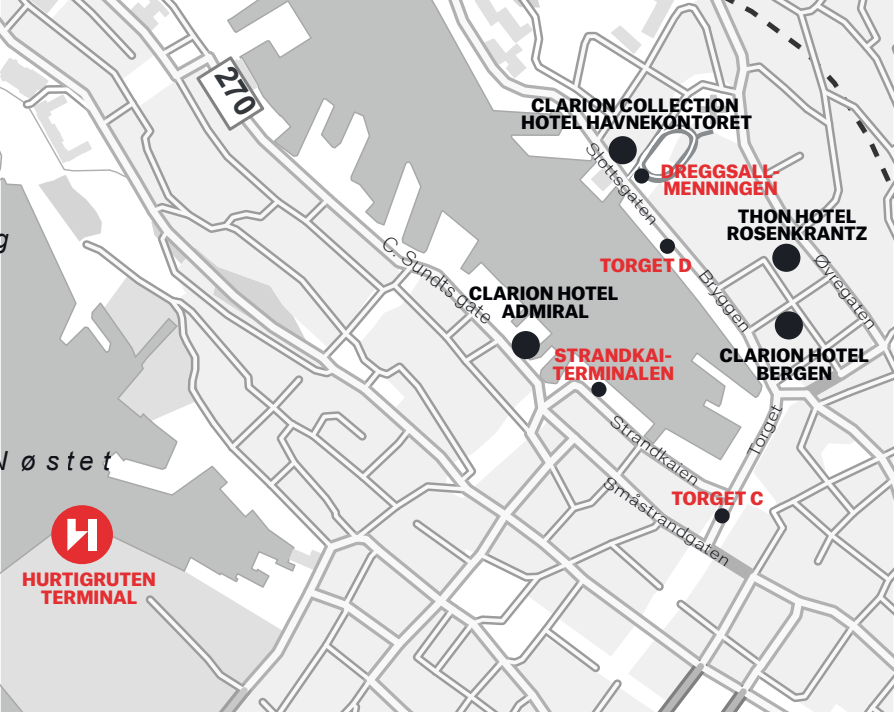 270
CLARION COLLECTION
HOTEL HAVNEKONTORET
Slottsgaten
DREGGSALL-
MENNINGEN
THON HOTEL
ROSENKRANTZ
g
C. Sundts gate
TORGET D
Bryggen
Øvregaten
CLARION HOTEL
ADMIRAL
STRANDKAI-
TERMINALEN
CLARION HOTEL
BERGEN
Torget
Strandkaien
N ø s t e t
Småstrandgaten
TORGET C
HURTIGRUTEN
TERMINAL